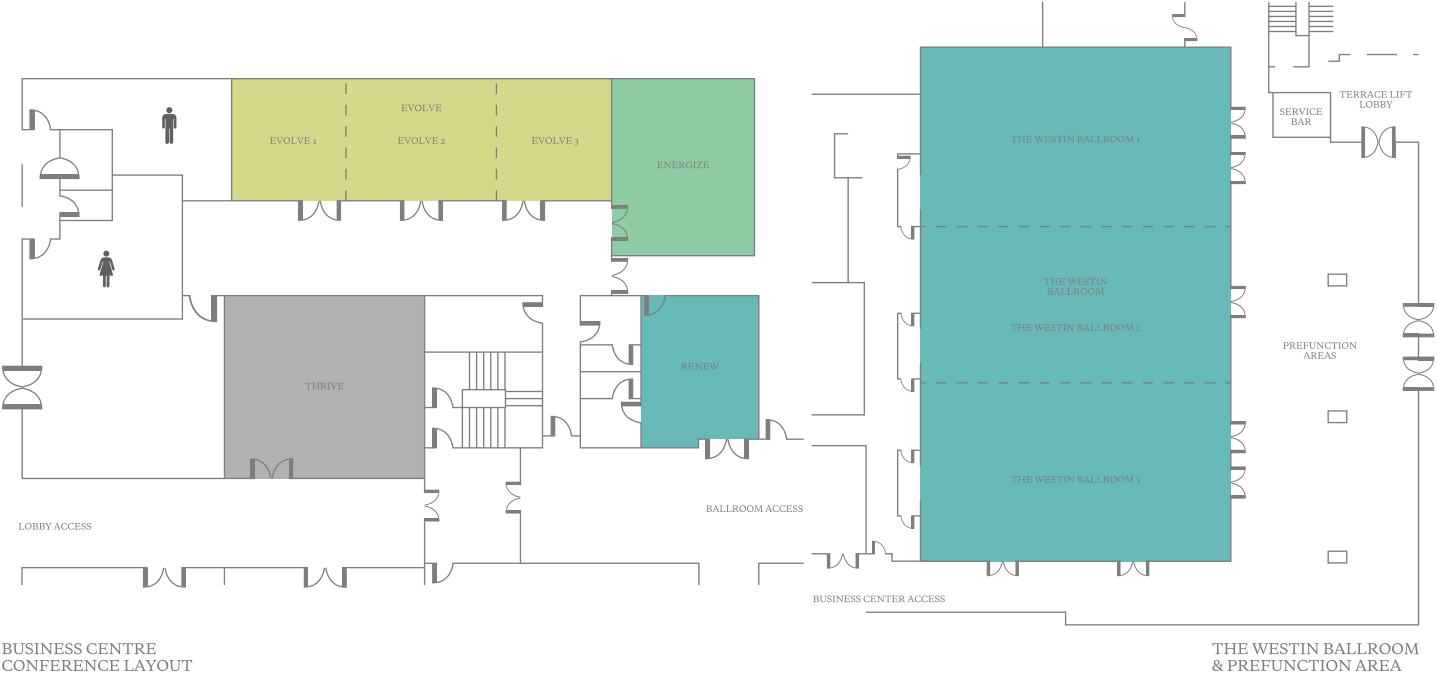 EVOLVE
EVOLVE 1
EVOLVE 2
EVOLVE 3
ENERGIZE
THRIVE
RENEW
LOBBY ACCESS
BALLROOM ACCESS
BUSINESS CENTRE
CONFERENCE LAYOUT
THE WESTIN BALLROOM 1
THE WESTIN
BALLROOM
THE WESTIN BALLROOM 2
THE WESTIN BALLROOM 3
SERVICE
BAR
TERRACE LIFT
LOBBY
PREFUNCTION
AREAS
BUSINESS CENTER ACCESS
THE WESTIN BALLROOM
& PREFUNCTION AREA